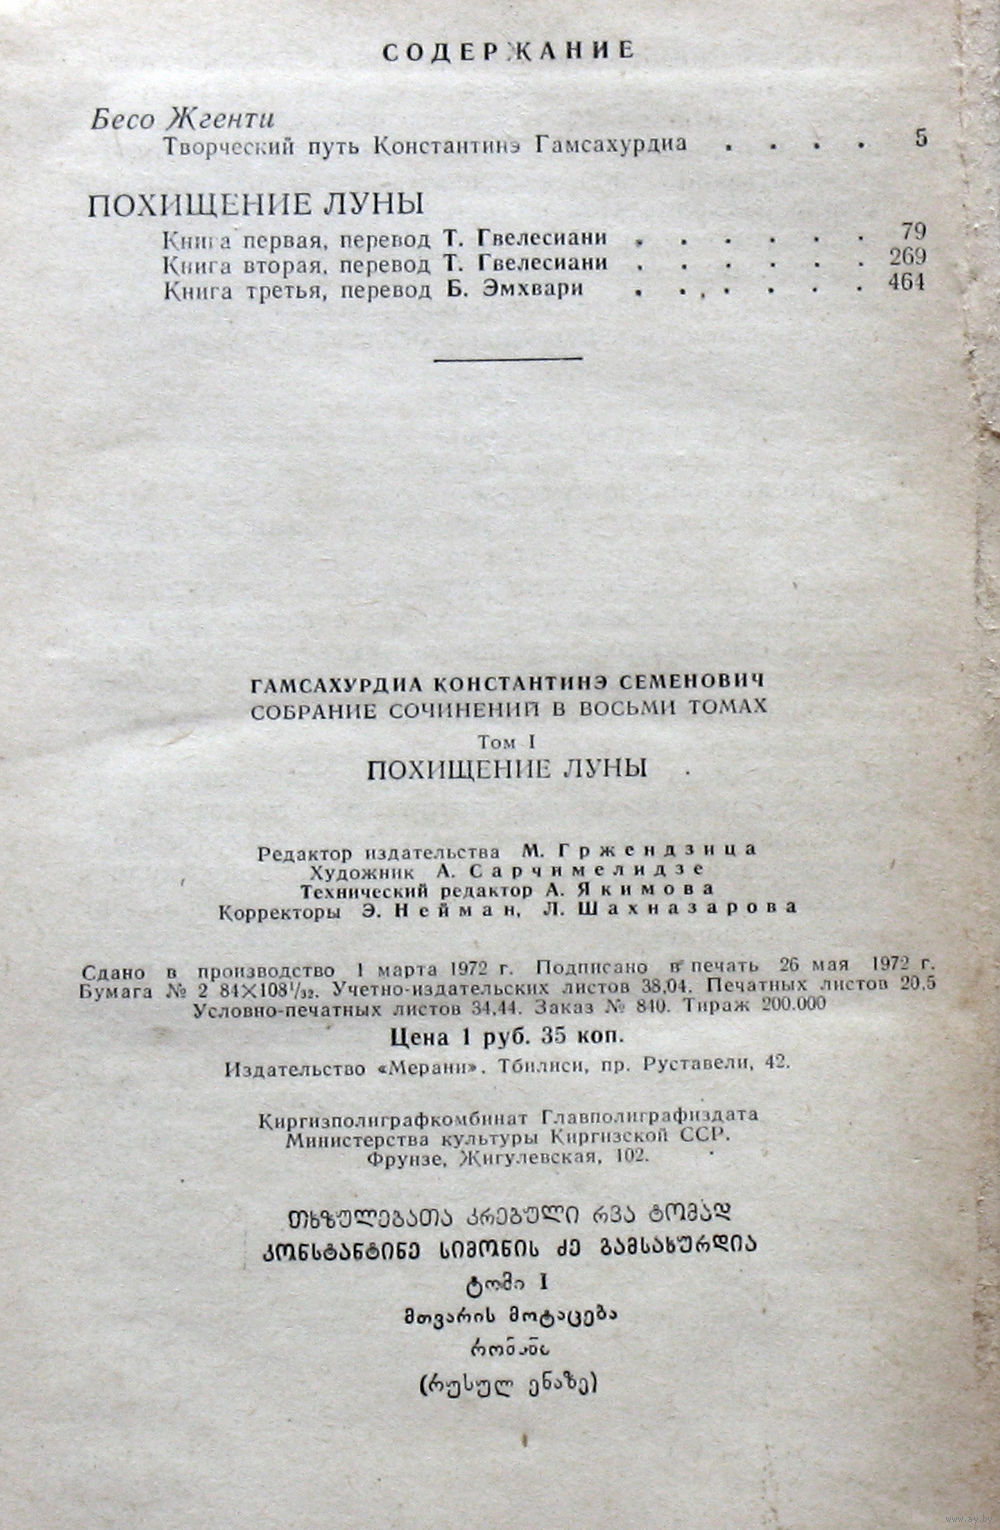 СОДЕРЖАНИЕ
Бесо Жгенти
Творческий путь Константинэ Гамсахурдиа . . . . 5
ПОХИЩЕНИЕ ЛУНЫ
Книга первая, перевод Т. Гвелесиани . . . . . . 79
Книга вторая, перевод Т. Гвелесиани . . . . . . 269
Книга третья, перевод Б. Эмхвари . . . . . . 464
ГАМСАХУРДИА КОНСТАНТИНЭ СЕМЕНОВИЧ
СОБРАНИЕ СОЧИНЕНИЙ В ВОСЬМИ ТОМАХ
Том I
ПОХИЩЕНИЕ ЛУНЫ
Редактор издательства М. Гржендзица
Художник А. Сарчимелидзе
Технический редактор А. Якимова
Корректоры Э. Нейман, Л. Шахназарова
Сдано в производство 1 марта 1972 г. Подписано в печать 26 мая 1972 г.
Бумага № 2 84×108¹/₃₂. Учетно-издательских листов 38,04. Печатных листов 20,5
Условно-печатных листов 34,44. Заказ № 840. Тираж 200.000
Цена 1 руб. 35 коп.
Издательство «Мерани». Тбилиси, пр. Руставели, 42.
Киргизполиграфкомбинат Главполиграфиздата
Министерства культуры Киргизской ССР.
Фрунзе, Жигулевская, 102.
თხზულებათა კრებული რვა ტომად
კონსტანტინე სიმონის ძე გამსახურდია
ტომი I
მთვარის მოტაცება
რომანი
(რუსულ ენაზე)
www.ay.by